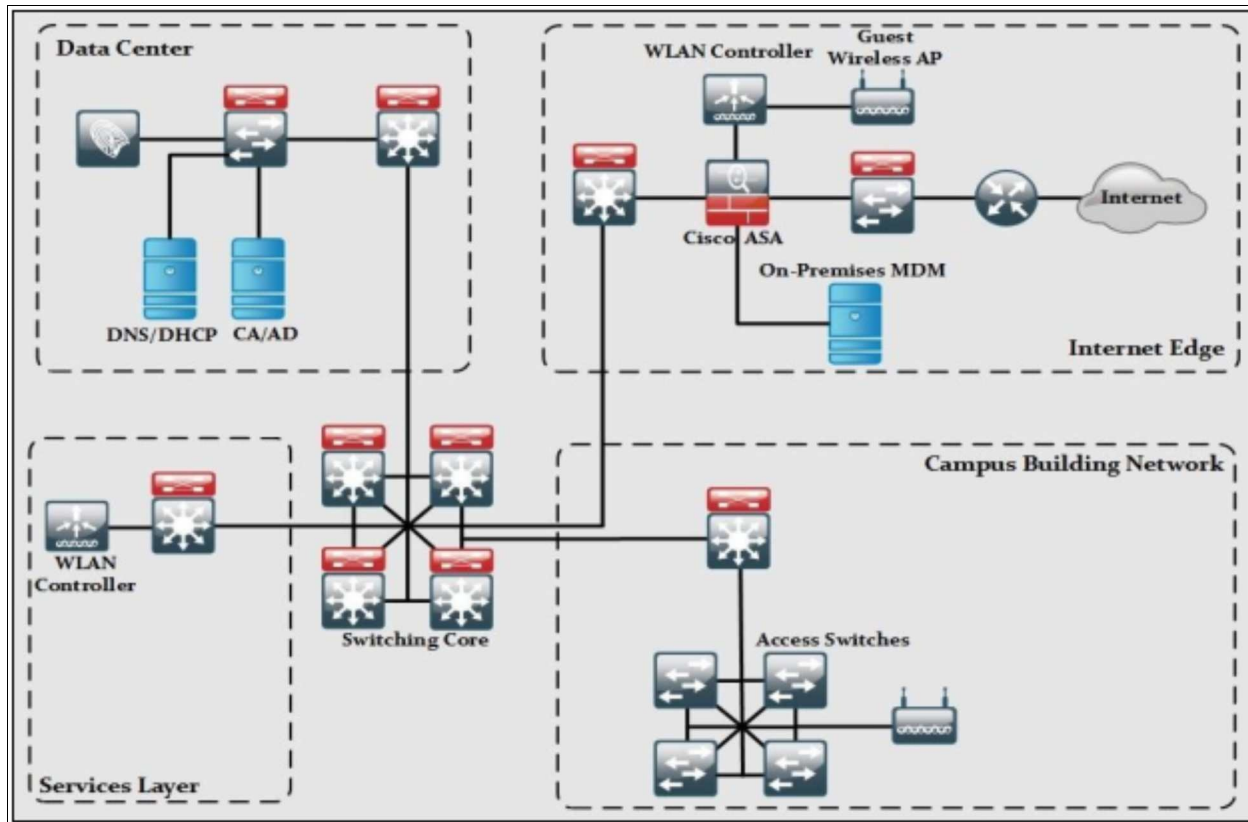 Data Center
DNS/DHCP
CA/AD
WLAN Controller
Guest
Wireless AP
Cisco ASA
Internet
On-Premises MDM
Internet Edge
WLAN
Controller
Services Layer
Switching Core
Campus Building Network
Access Switches